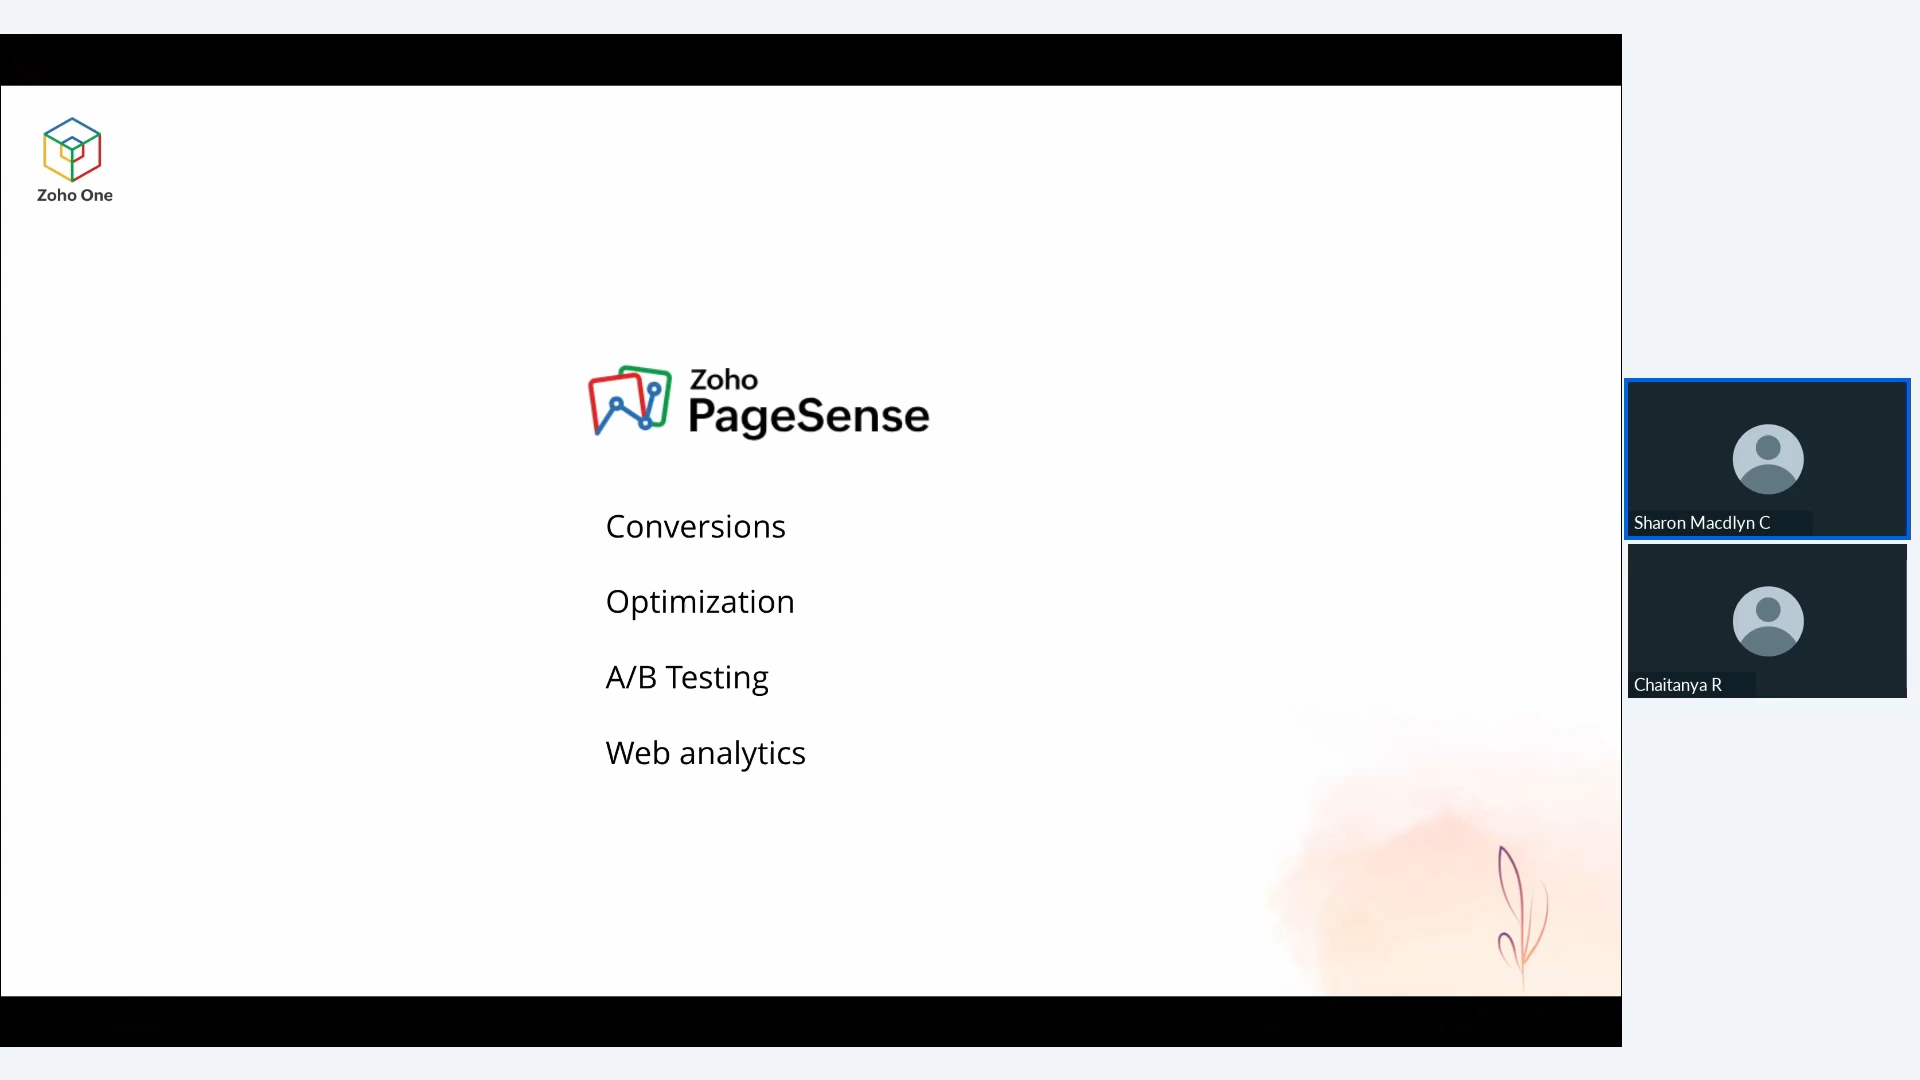 Zoho One
Zoho
PageSense
Conversions
Optimization
A/B Testing
Web analytics
Sharon Macdlyn C
Chaitanya R